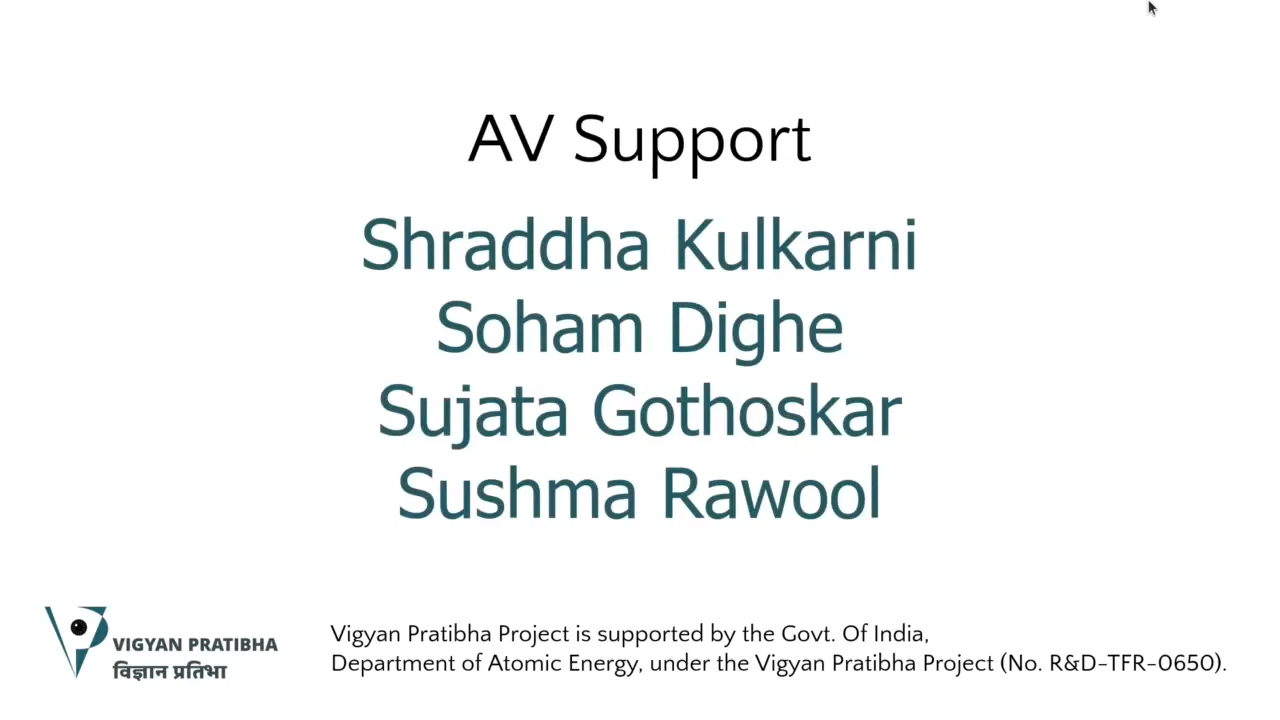 AV Support
Shraddha Kulkarni
Soham Dighe
Sujata Gothoskar
Sushma Rawool
VIGYAN PRATIBHA
विज्ञान प्रतिभा
Vigyan Pratibha Project is supported by the Govt. Of India,
Department of Atomic Energy, under the Vigyan Pratibha Project (No. R&D-TFR-0650).